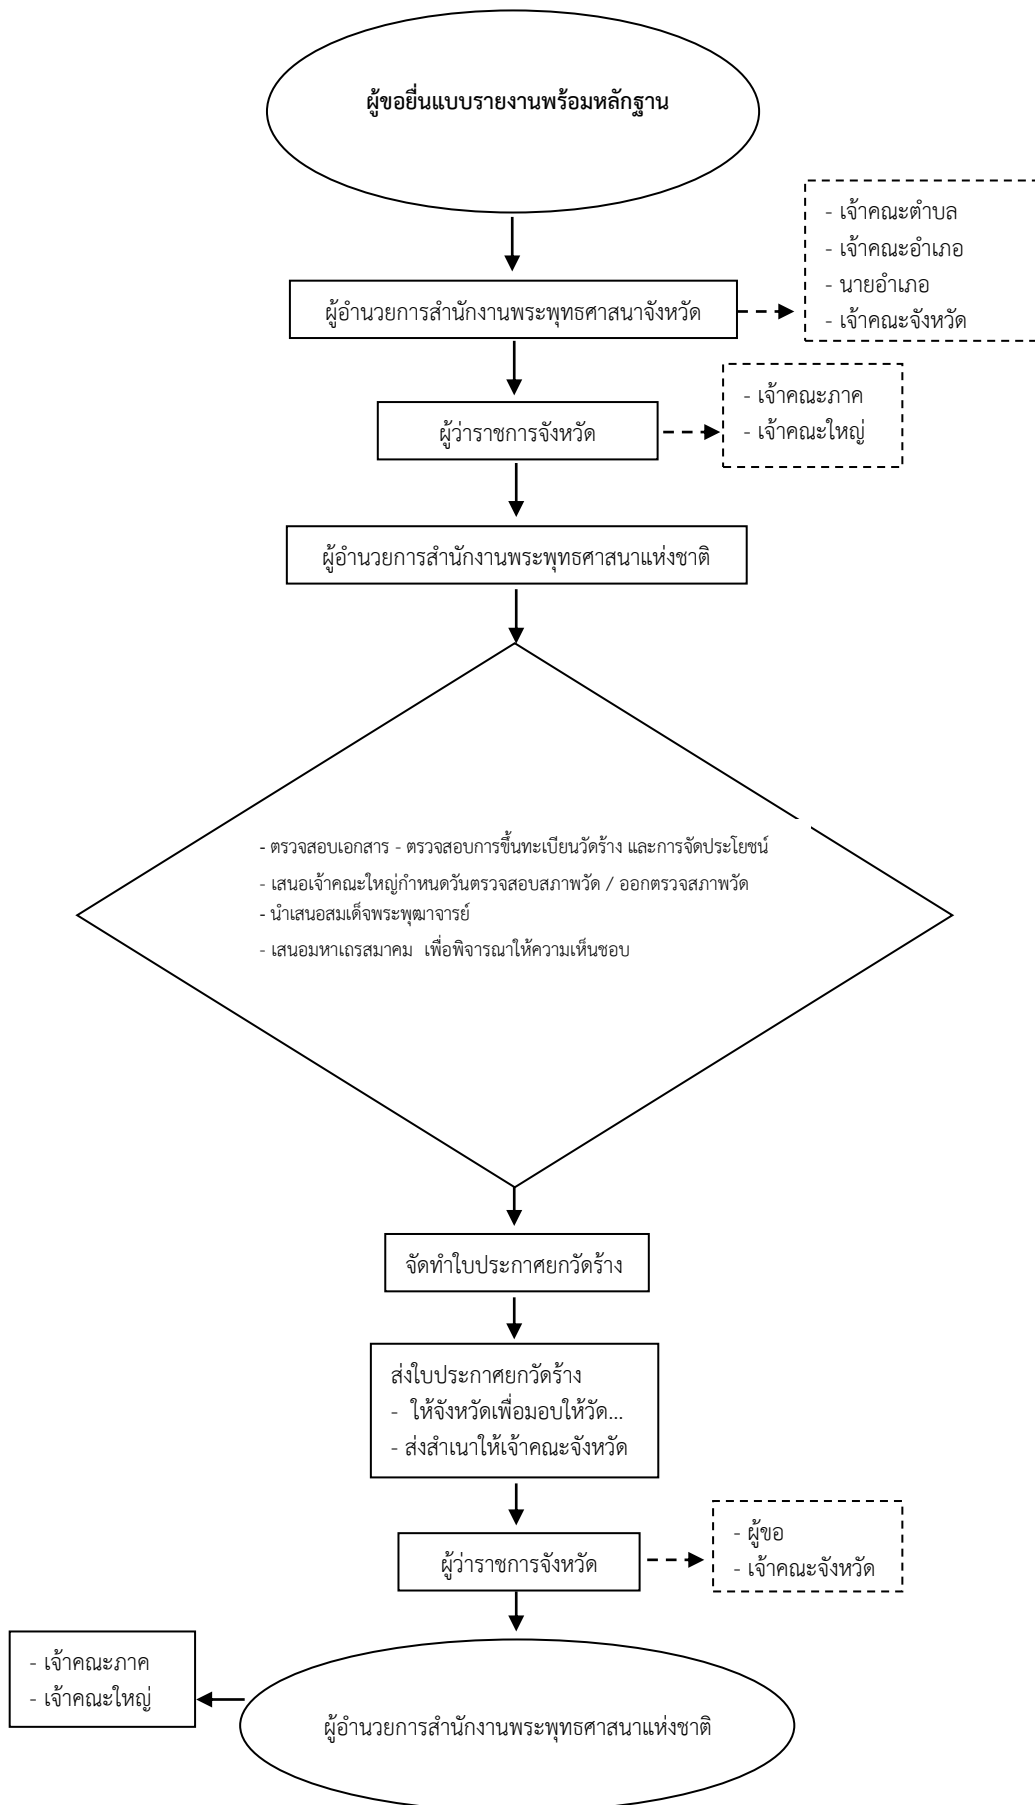 ผู้ขอยื่นแบบรายงานพร้อมหลักฐาน
- เจ้าคณะตำบล
- เจ้าคณะอำเภอ
- นายอำเภอ
- เจ้าคณะจังหวัด
ผู้อำนวยการสำนักงานพระพุทธศาสนาจังหวัด
- เจ้าคณะภาค
- เจ้าคณะใหญ่
ผู้ว่าราชการจังหวัด
ผู้อำนวยการสำนักงานพระพุทธศาสนาแห่งชาติ
- ตรวจสอบเอกสาร - ตรวจสอบการขึ้นทะเบียนวัดร้าง และการจัดประโยชน์
- เสนอเจ้าคณะใหญ่กำหนดวันตรวจสอบสภาพวัด / ออกตรวจสภาพวัด
- นำเสนอสมเด็จพระพุฒาจารย์
- เสนอมหาเถรสมาคม เพื่อพิจารณาให้ความเห็นชอบ
จัดทำใบประกาศยกวัดร้าง
ส่งใบประกาศยกวัดร้าง
- ให้จังหวัดเพื่อมอบให้วัด...
- ส่งสำเนาให้เจ้าคณะจังหวัด
- ผู้ขอ
- เจ้าคณะจังหวัด
ผู้ว่าราชการจังหวัด
- เจ้าคณะภาค
- เจ้าคณะใหญ่
ผู้อำนวยการสำนักงานพระพุทธศาสนาแห่งชาติ